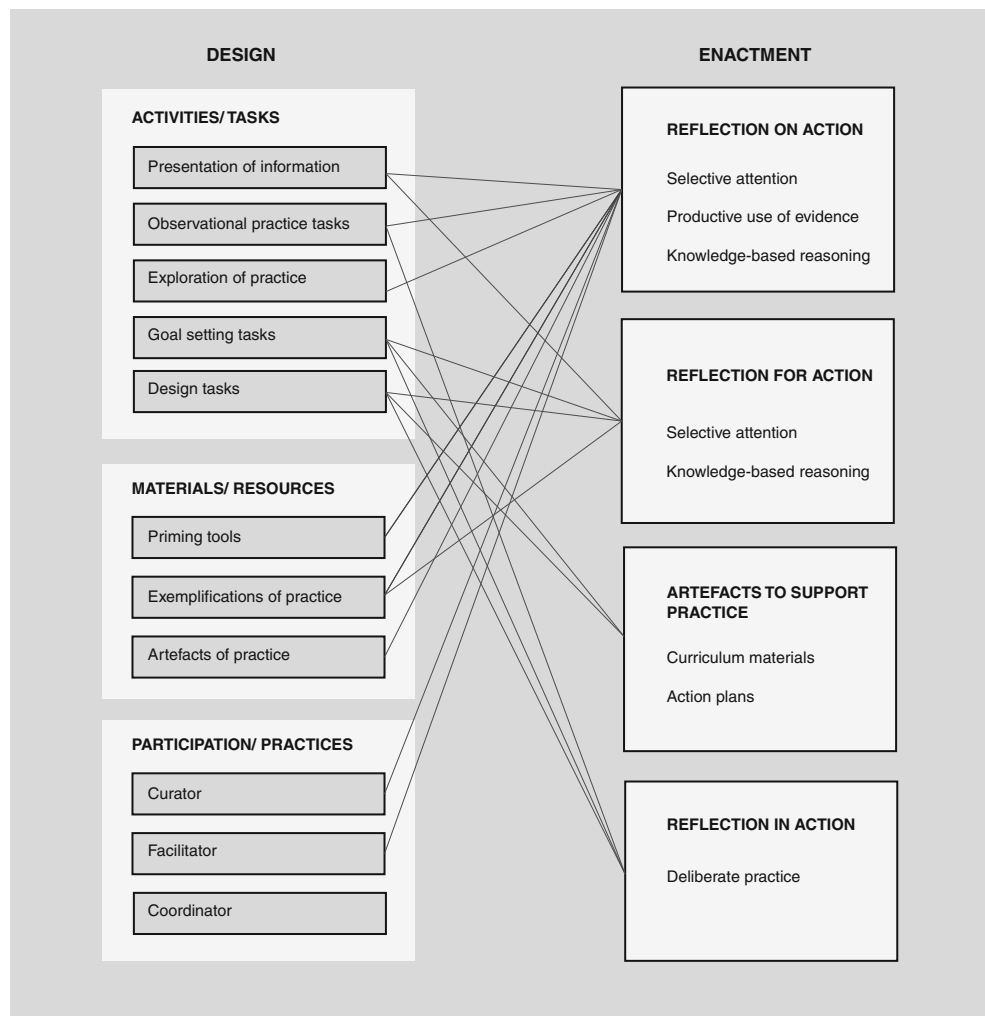 DESIGN
ACTIVITIES/ TASKS
Presentation of information
Observational practice tasks
Exploration of practice
Goal setting tasks
Design tasks
MATERIALS/ RESOURCES
Priming tools
Exemplifications of practice
Artefacts of practice
PARTICIPATION/ PRACTICES
Curator
Facilitator
Coordinator
ENACTMENT
REFLECTION ON ACTION
Selective attention
Productive use of evidence
Knowledge-based reasoning
REFLECTION FOR ACTION
Selective attention
Knowledge-based reasoning
ARTEFACTS TO SUPPORT
PRACTICE
Curriculum materials
Action plans
REFLECTION IN ACTION
Deliberate practice